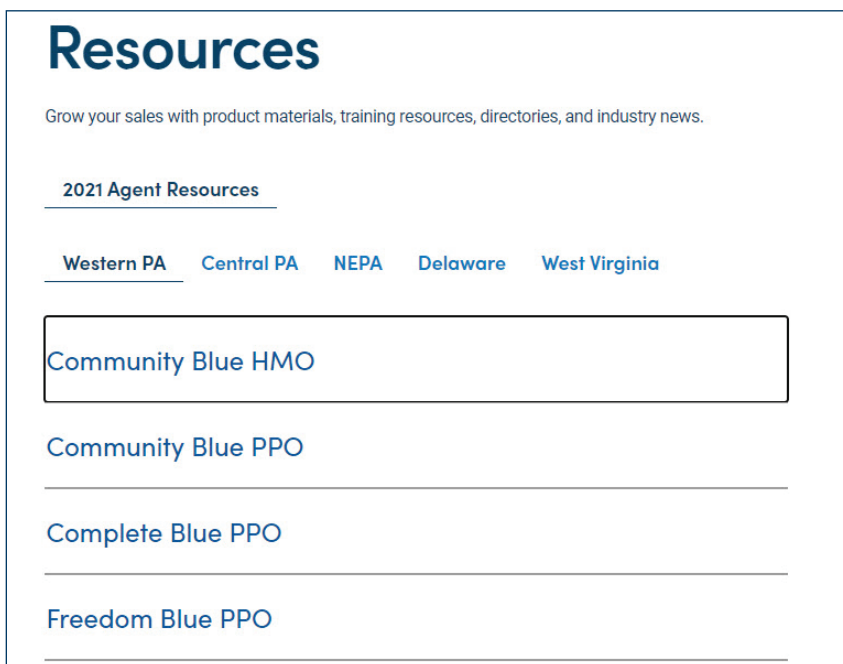 Resources
Grow your sales with product materials, training resources, directories, and industry news.
2021 Agent Resources
Western PA Central PA NEPA Delaware West Virginia
Community Blue HMO
Community Blue PPO
Complete Blue PPO
Freedom Blue PPO